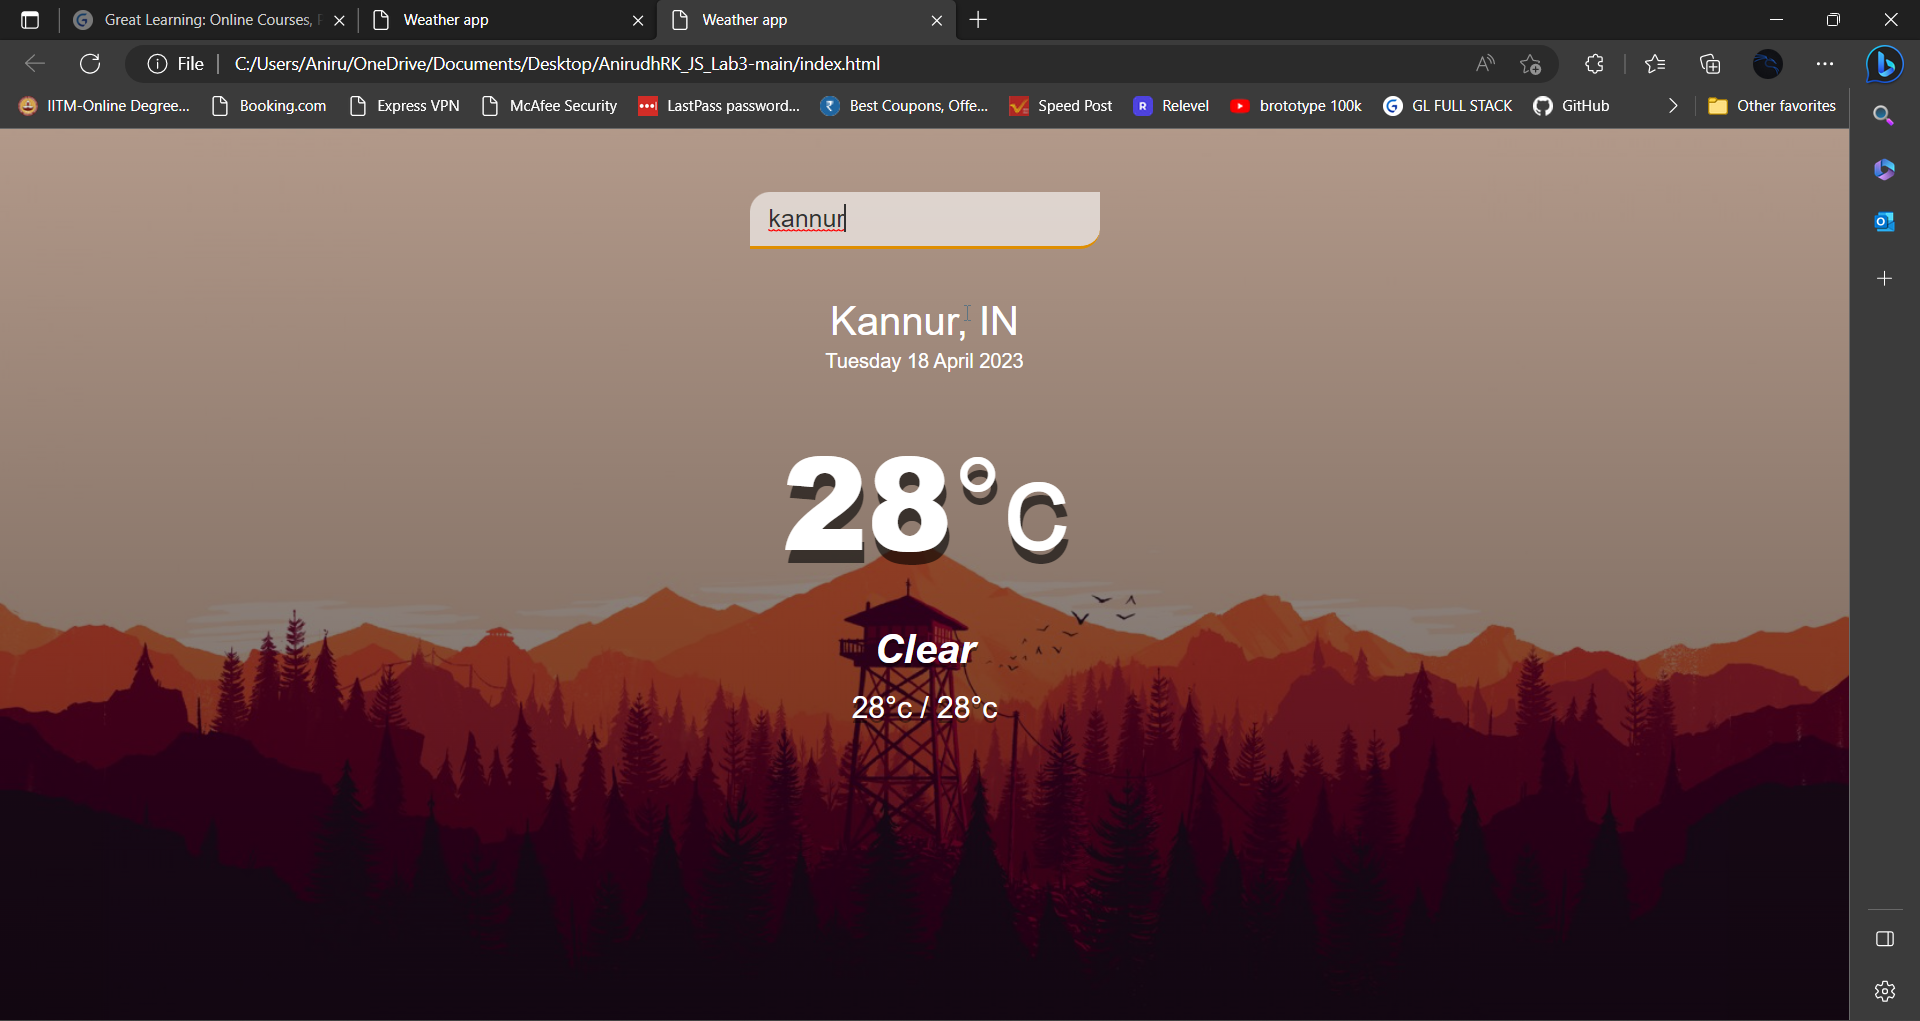 Great Learning: Online Courses,
Weather app
Weather app
File
C:/Users/Aniru/OneDrive/Documents/Desktop/AnirudhRK_JS_Lab3-main/index.html
IITM-Online Degree...
Booking.com
Express VPN
McAfee Security
LastPass password...
Best Coupons, Offe...
Speed Post
Relevel
brototype 100k
GL FULL STACK
GitHub
Other favorites
kannur
Kannur, IN
Tuesday 18 April 2023
28°c
Clear
28°c / 28°c